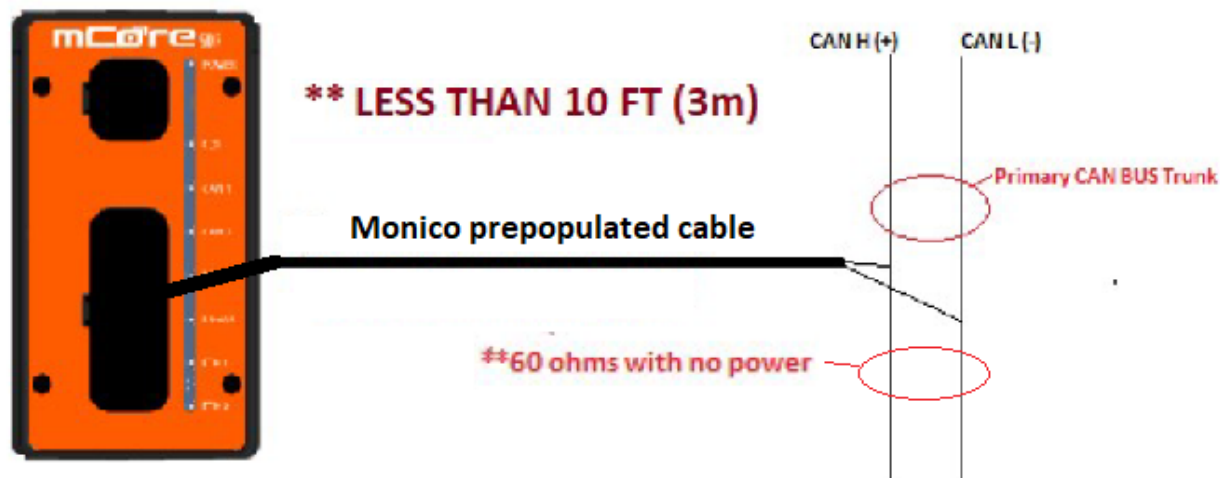 mCore
POWER
CAN H (+)
CAN L (-)
** LESS THAN 10 FT (3m)
CAN 1
Primary CAN BUS Trunk
Monico prepopulated cable
**60 ohms with no power